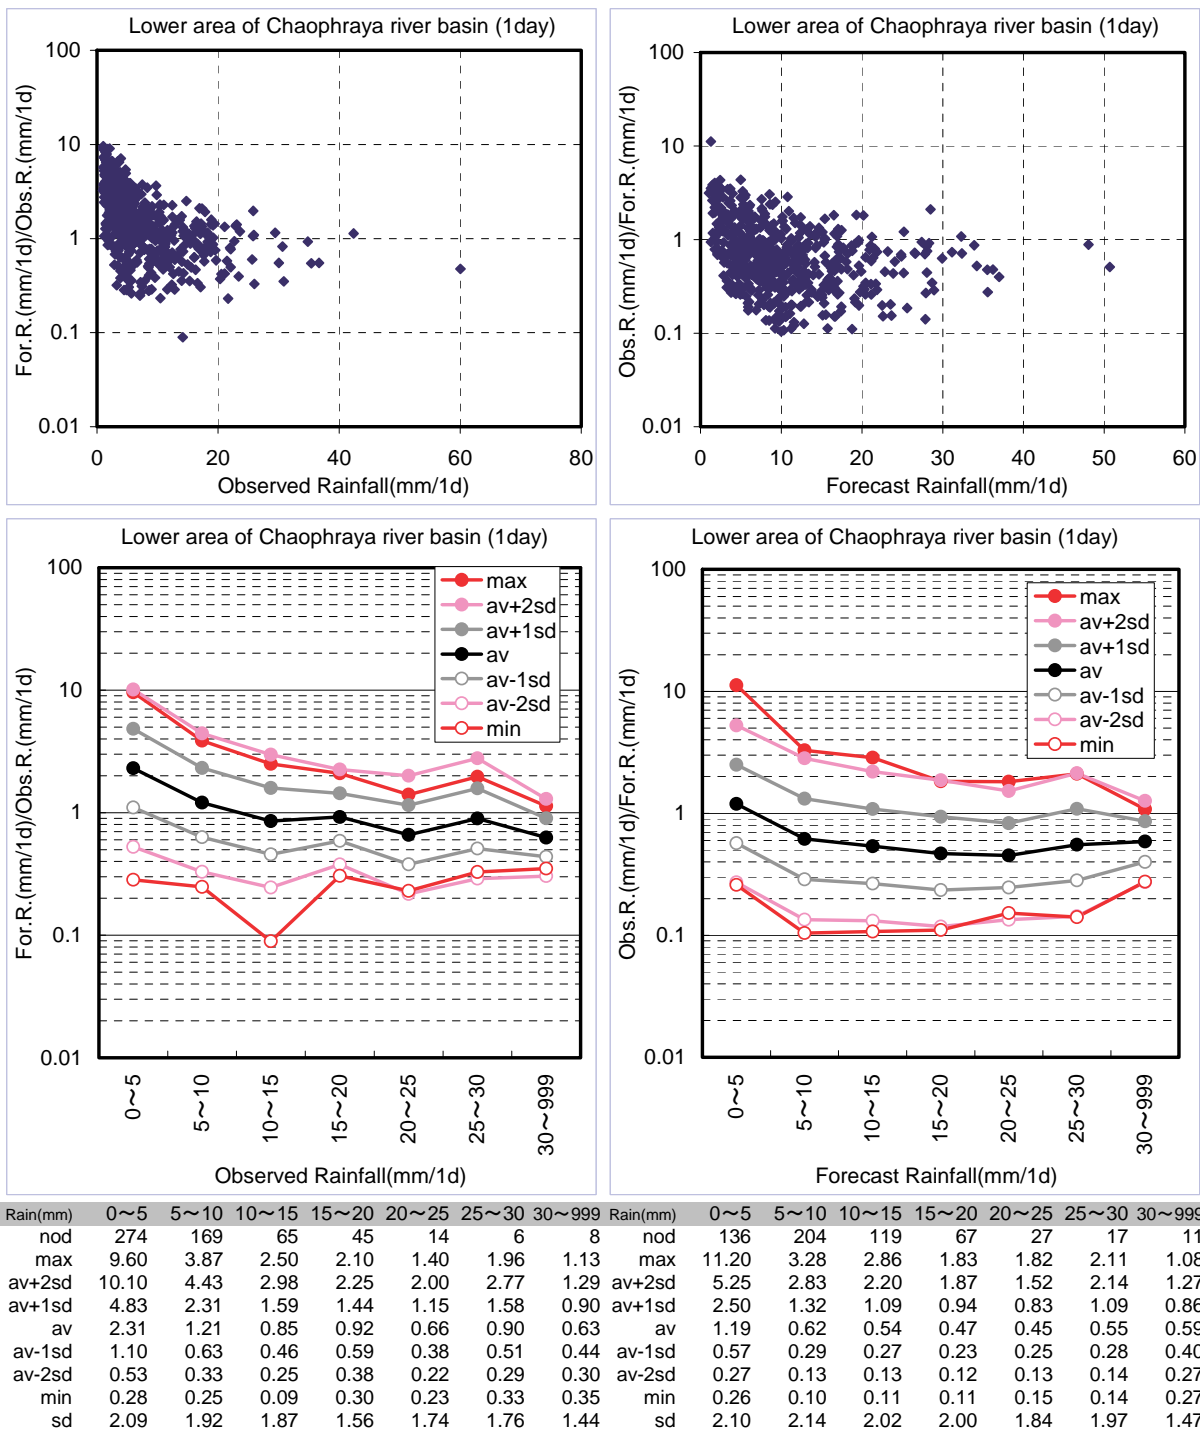 Lower area of Chaophraya river basin (1day)
For.R.(mm/1d)/Obs.R.(mm/1d)
100
10
1
0.1
0.01
0 20 40 60 80
Observed Rainfall(mm/1d)
Lower area of Chaophraya river basin (1day)
Obs.R.(mm/1d)/For.R.(mm/1d)
100
10
1
0.1
0.01
0 10 20 30 40 50 60
Forecast Rainfall(mm/1d)
Lower area of Chaophraya river basin (1day)
For.R.(mm/1d)/Obs.R.(mm/1d)
100
10
1
0.1
0.01
max
av+2sd
av+1sd
av
av-1sd
av-2sd
min
0～5
5～10
10～15
15～20
20～25
25～30
30～999
Observed Rainfall(mm/1d)
Lower area of Chaophraya river basin (1day)
Obs.R.(mm/1d)/For.R.(mm/1d)
100
10
1
0.1
0.01
max
av+2sd
av+1sd
av
av-1sd
av-2sd
min
0～5
5～10
10～15
15～20
20～25
25～30
30～999
Forecast Rainfall(mm/1d)
Rain(mm) 0～5 5～10 10～15 15～20 20～25 25～30 30～999
nod 274 169 65 45 14 6 8
max 9.60 3.87 2.50 2.10 1.40 1.96 1.13
av+2sd 10.10 4.43 2.98 2.25 2.00 2.77 1.29
av+1sd 4.83 2.31 1.59 1.44 1.15 1.58 0.90
av 2.31 1.21 0.85 0.92 0.66 0.90 0.63
av-1sd 1.10 0.63 0.46 0.59 0.38 0.51 0.44
av-2sd 0.53 0.33 0.25 0.38 0.22 0.29 0.30
min 0.28 0.25 0.09 0.30 0.23 0.33 0.35
sd 2.09 1.92 1.87 1.56 1.74 1.76 1.44
Rain(mm) 0～5 5～10 10～15 15～20 20～25 25～30 30～999
nod 136 204 119 67 27 17 11
max 11.20 3.28 2.86 1.83 1.82 2.11 1.08
av+2sd 5.25 2.83 2.20 1.87 1.52 2.14 1.27
av+1sd 2.50 1.32 1.09 0.94 0.83 1.09 0.86
av 1.19 0.62 0.54 0.47 0.45 0.55 0.59
av-1sd 0.57 0.29 0.27 0.23 0.25 0.28 0.40
av-2sd 0.27 0.13 0.13 0.12 0.13 0.14 0.27
min 0.26 0.10 0.11 0.11 0.15 0.14 0.27
sd 2.10 2.14 2.02 2.00 1.84 1.97 1.47